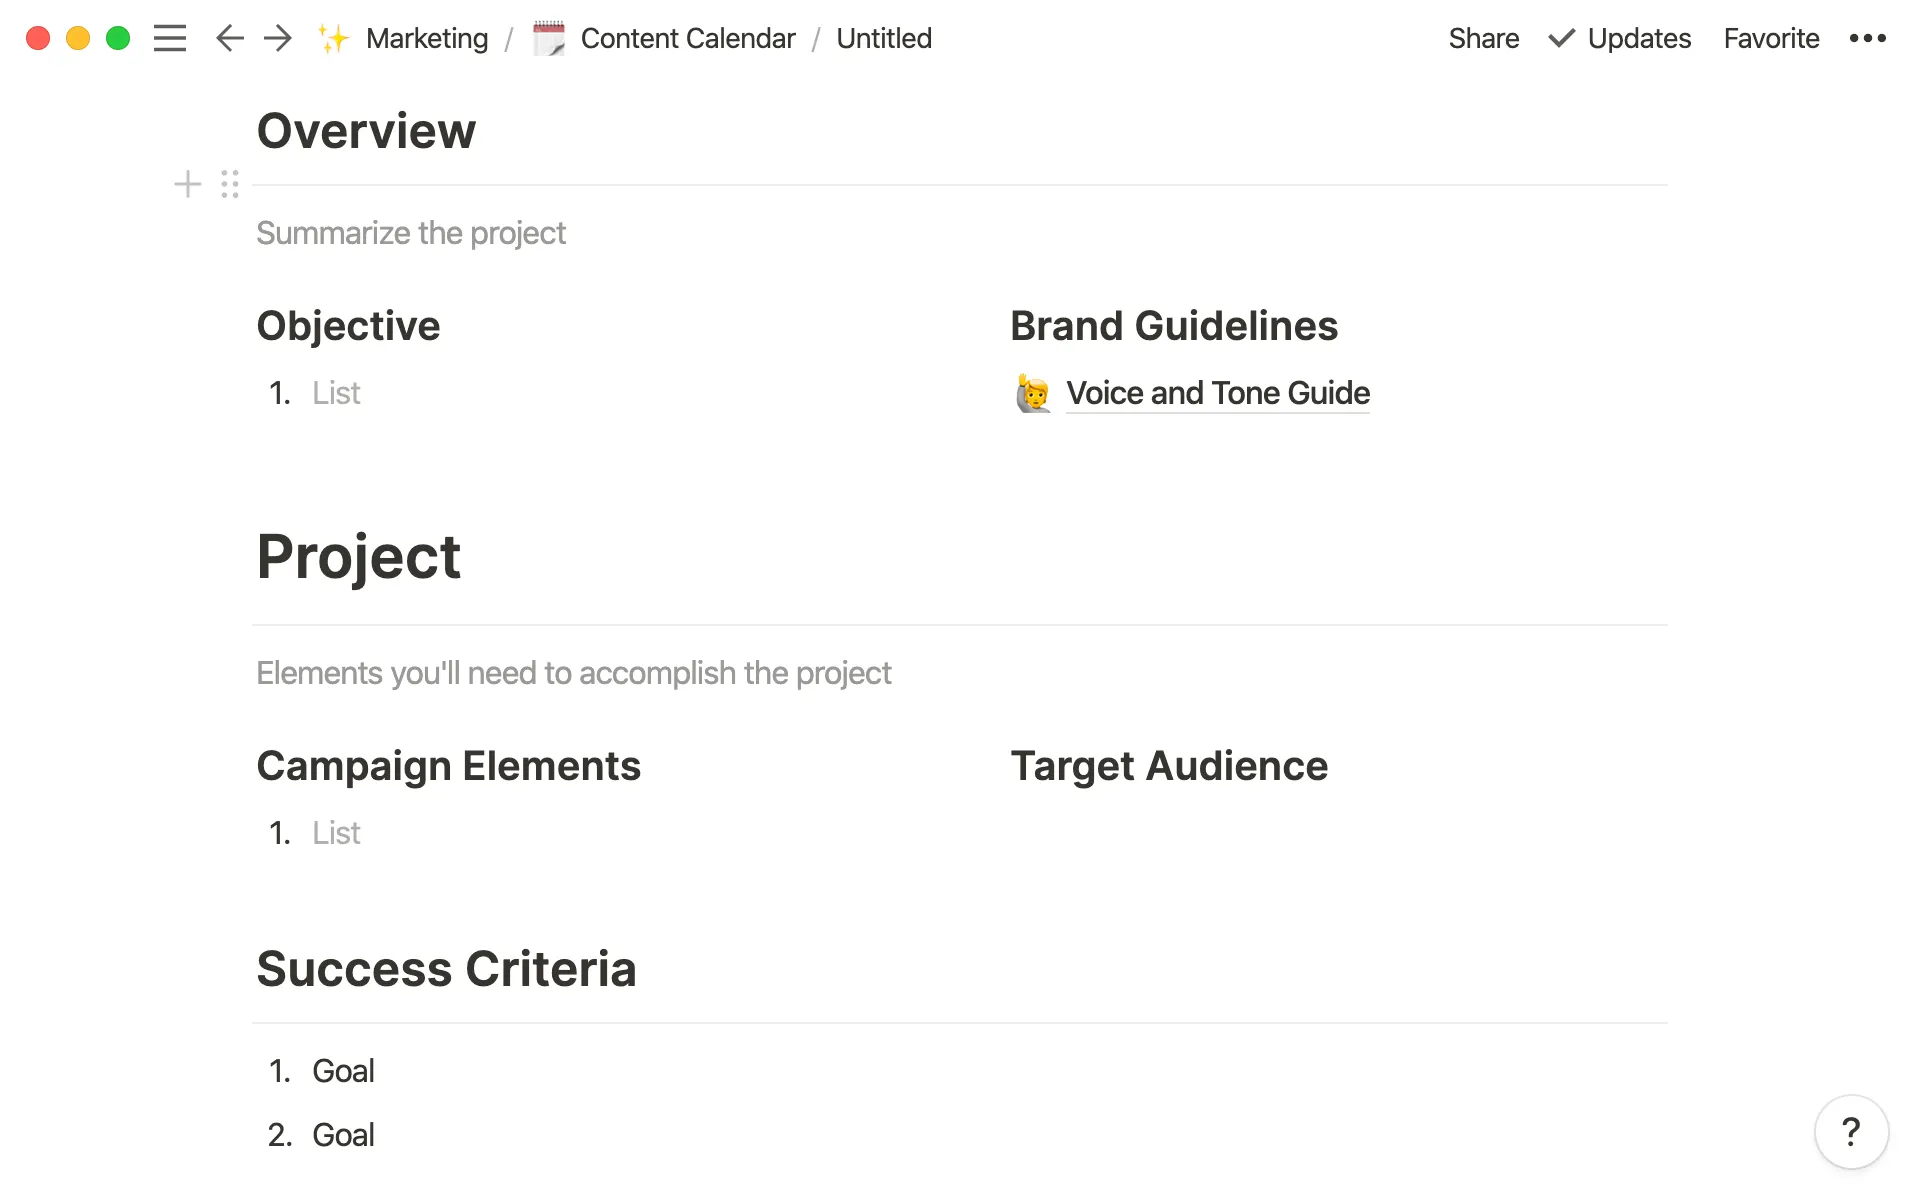 Marketing / Content Calendar / Untitled
Share Updates Favorite
Overview
Summarize the project
Objective
1. List
Brand Guidelines
Voice and Tone Guide
Project
Elements you'll need to accomplish the project
Campaign Elements
1. List
Target Audience
Success Criteria
1. Goal
2. Goal
?